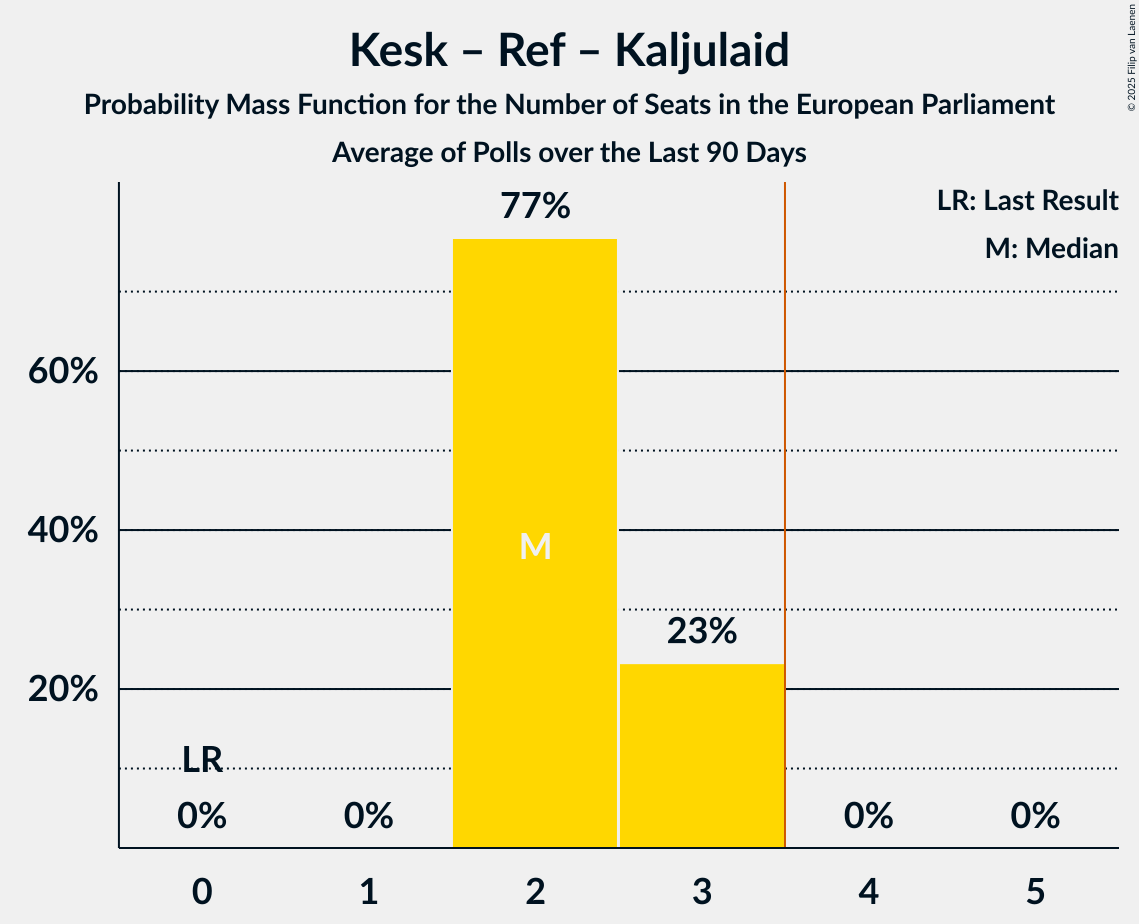 Kesk – Ref – Kaljulaid
Probability Mass Function for the Number of Seats in the European Parliament
Average of Polls over the Last 90 Days
© 2025 Filip van Laenen
LR: Last Result
M: Median
77%
60%
40%
M
23%
20%
LR
0% 0% 0% 0%
0 1 2 3 4 5